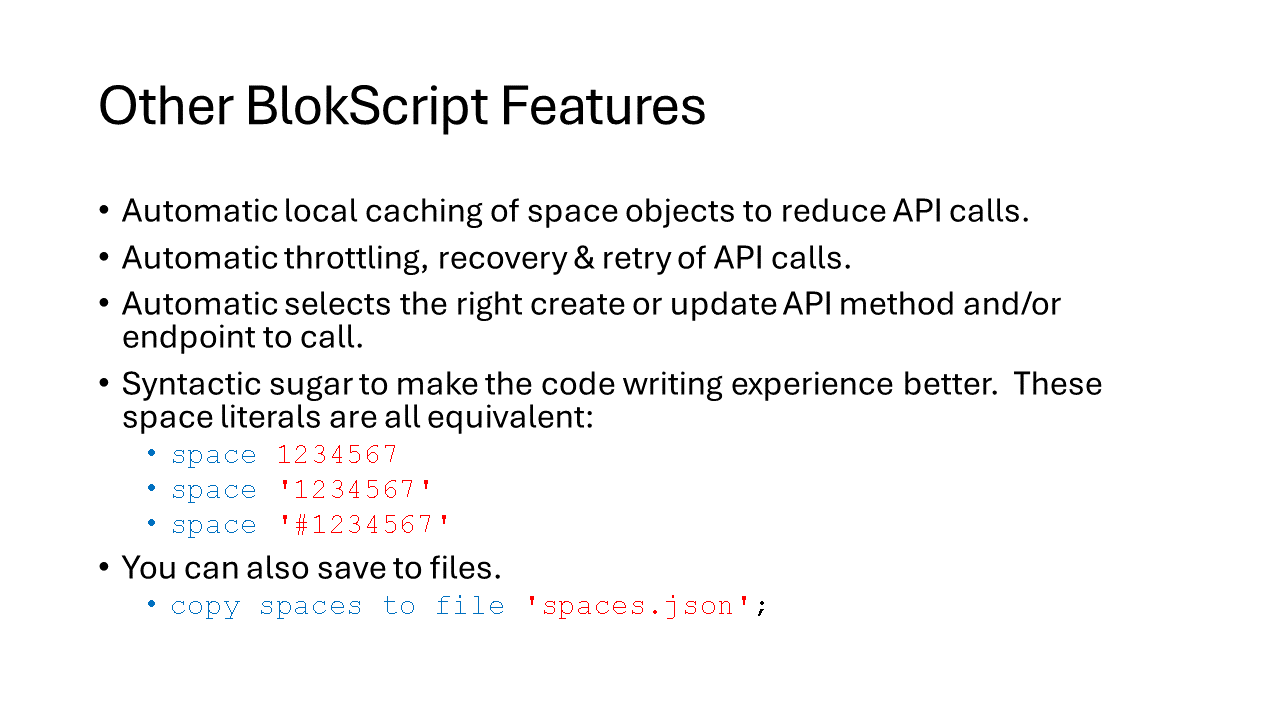 Other BlokScript Features
• Automatic local caching of space objects to reduce API calls.
• Automatic throttling, recovery & retry of API calls.
• Automatic selects the right create or update API method and/or
endpoint to call.
• Syntactic sugar to make the code writing experience better.  These
space literals are all equivalent:
• space 1234567
• space '1234567'
• space '#1234567'
• You can also save to files.
• copy spaces to file 'spaces.json';